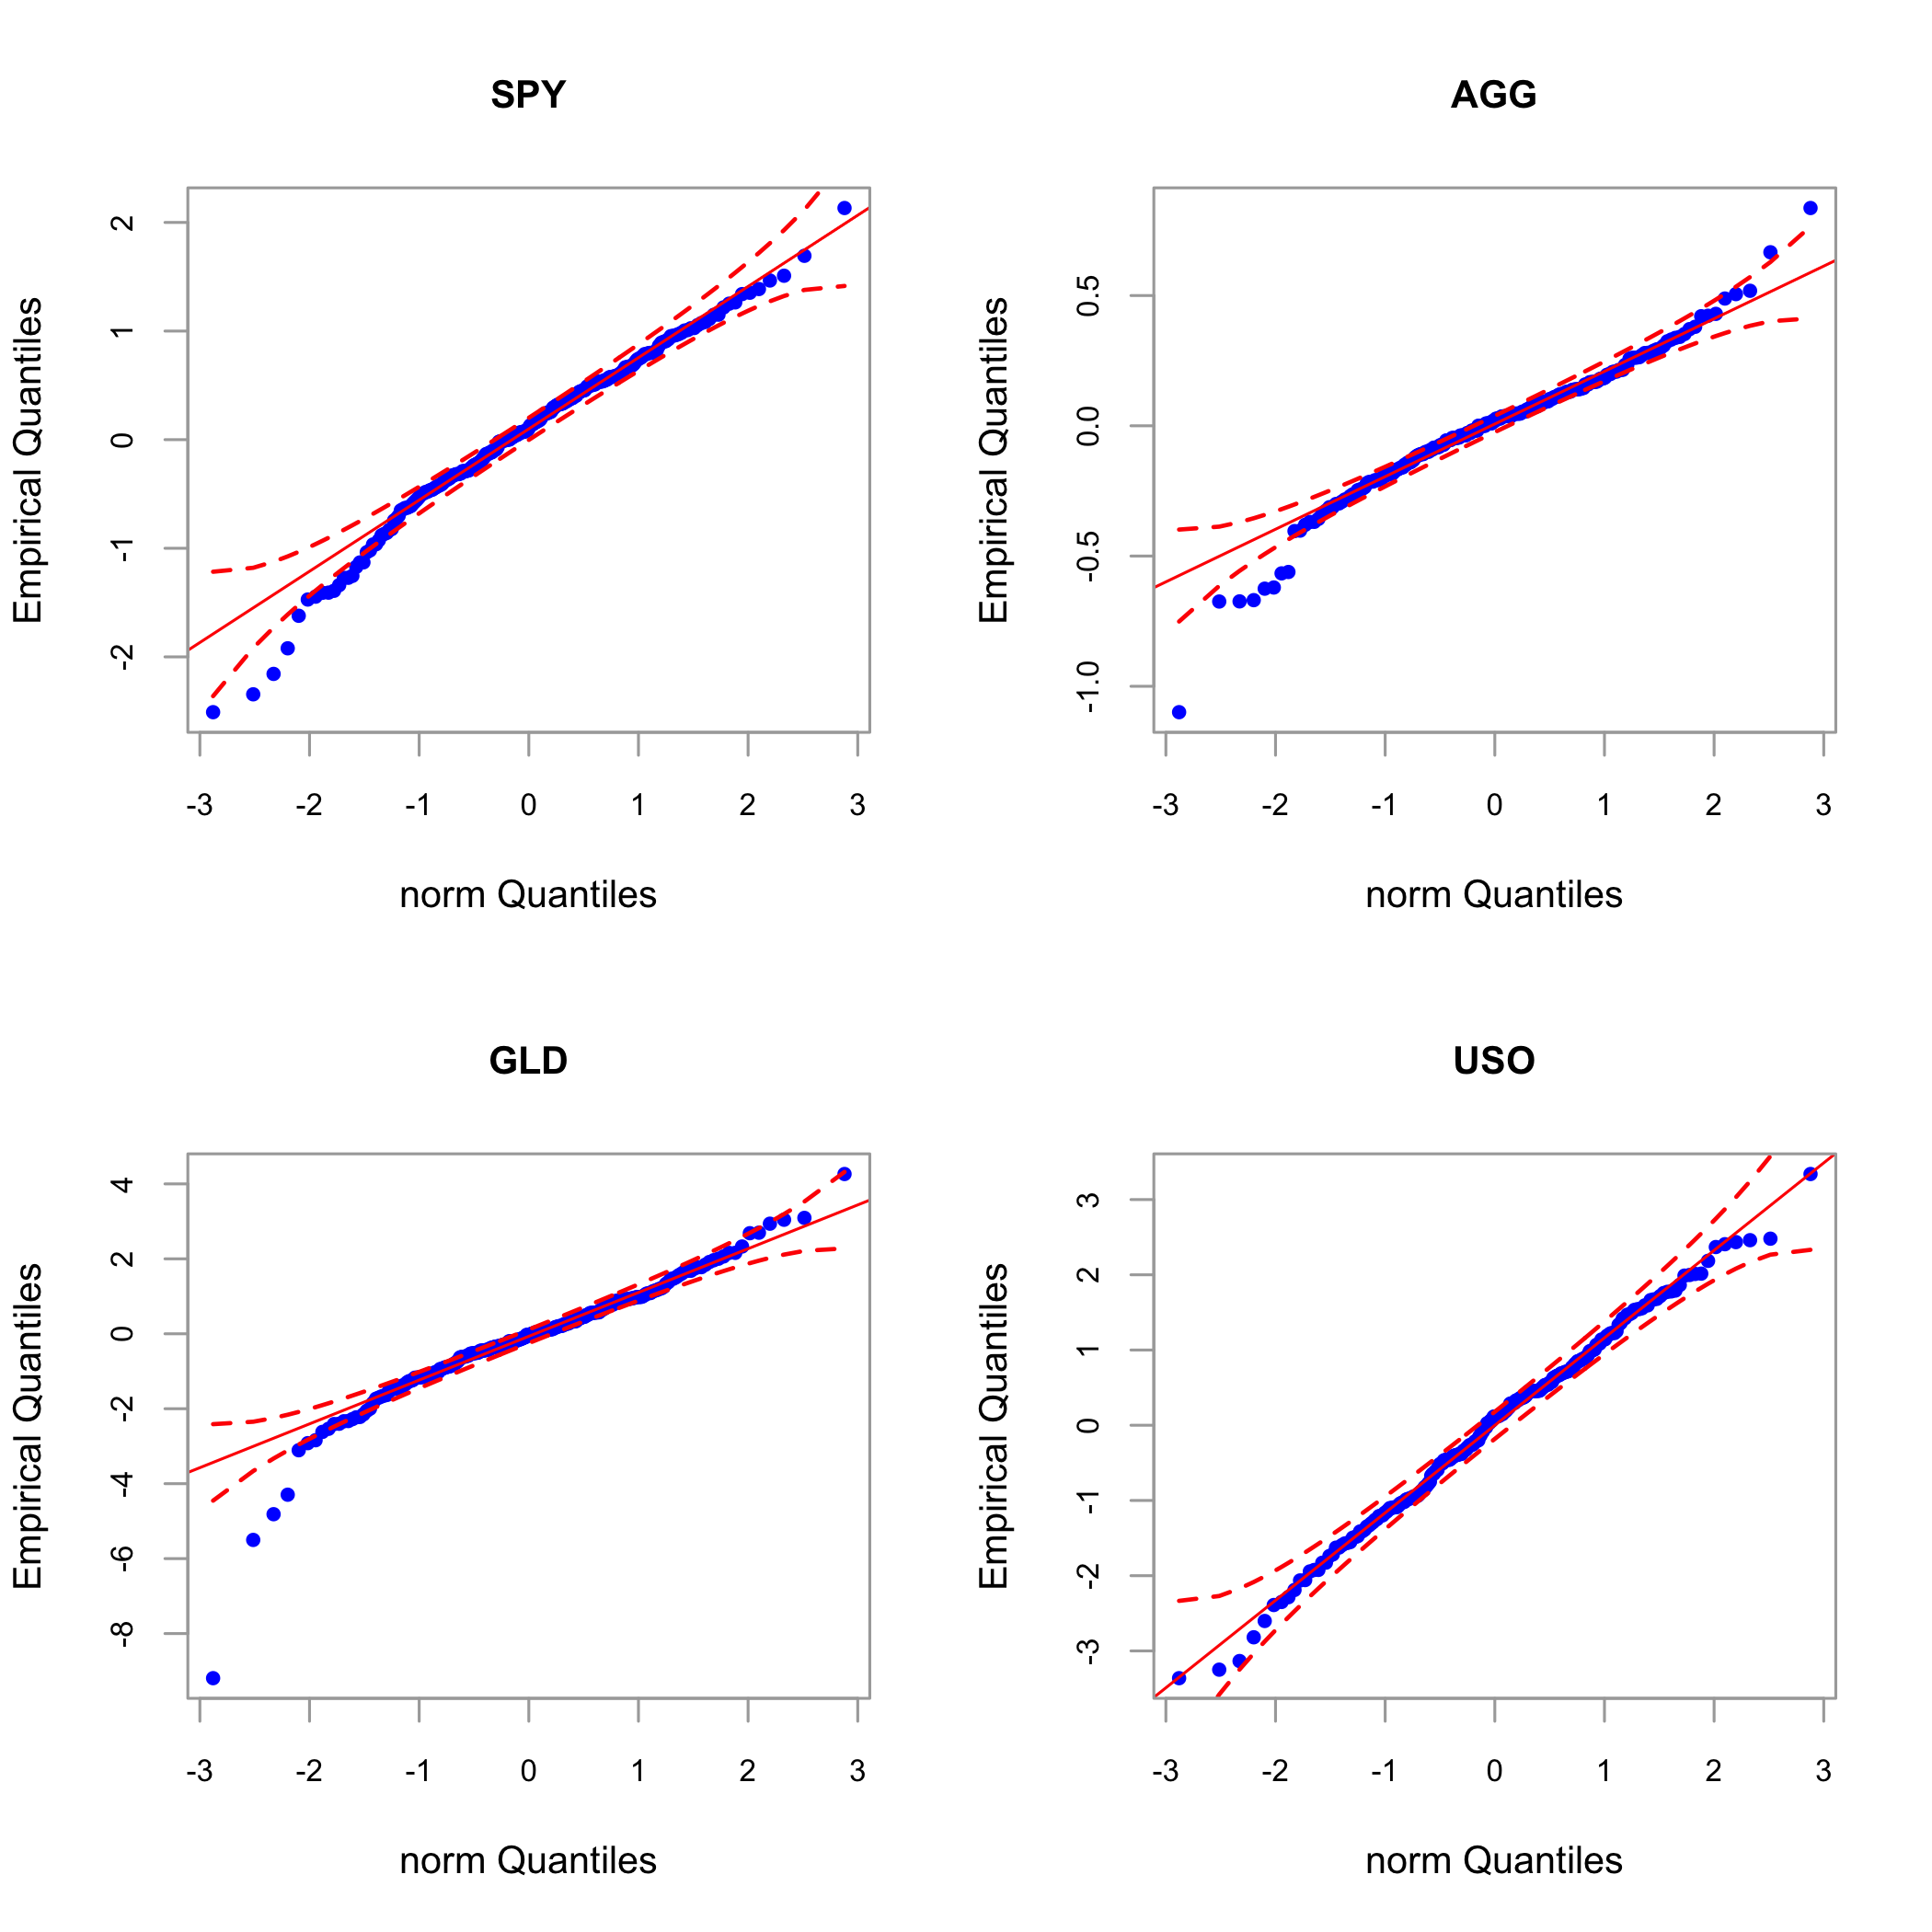 SPY
Empirical Quantiles
2
1
0
-1
-2
-3 -2 -1 0 1 2 3
norm Quantiles
AGG
Empirical Quantiles
0.5
0.0
-0.5
-1.0
-3 -2 -1 0 1 2 3
norm Quantiles
GLD
Empirical Quantiles
4
2
0
-2
-4
-6
-8
-3 -2 -1 0 1 2 3
norm Quantiles
USO
Empirical Quantiles
3
2
1
0
-1
-2
-3
-3 -2 -1 0 1 2 3
norm Quantiles